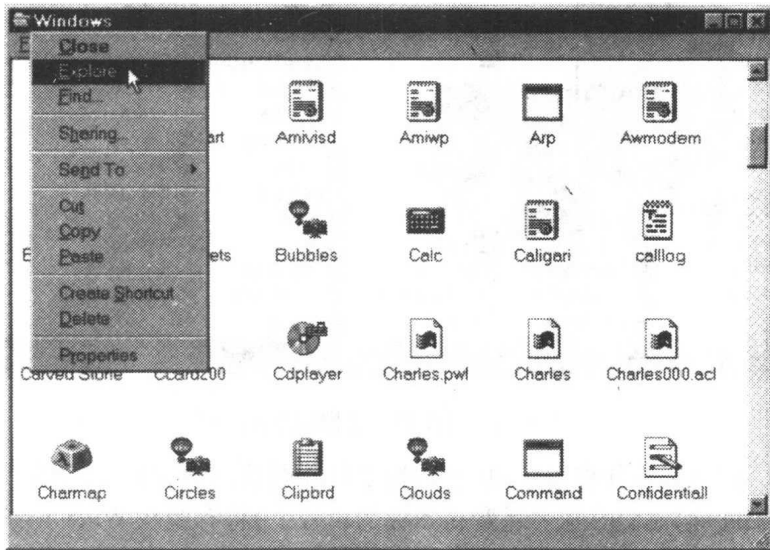 Windows
Close
Explore
Find...
Sharing...
Send To
Cut
Copy
Paste
Create Shortcut
Delete
Properties
Amivisd
Amiwp
Arp
Awmodem
Bubbles
Calc
Caligari
calllog
Carved Stone
CCard200
Cdplayer
Charles.pwl
Charles
Charles000.acl
Charmap
Circles
Clipbrd
Clouds
Command
Confidentiall